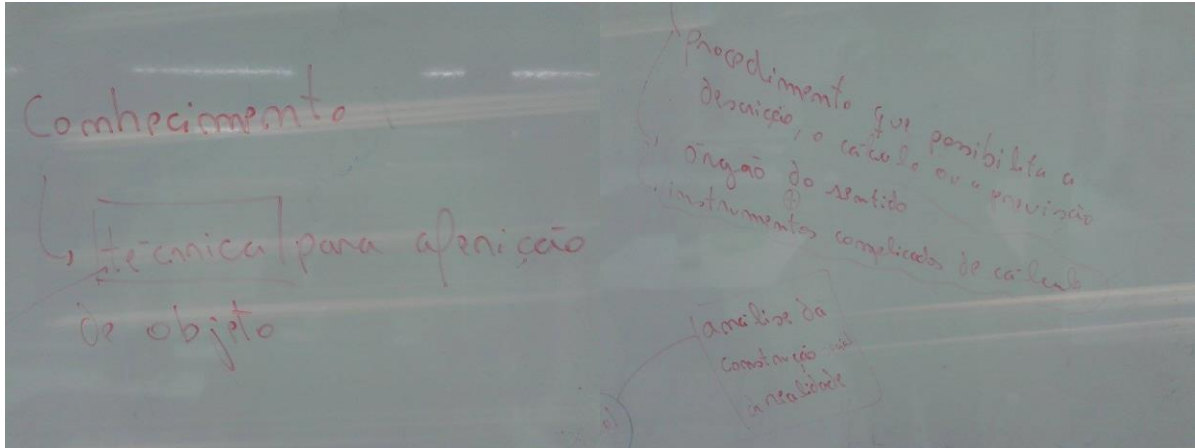 Conhecimento
técnica para aferição
de objeto
procedimento que possibilita a
descrição, o cálculo ou a previsão
órgão do sentido
+
instrumentos complicados de cálculo
análise da
construção
à realidade